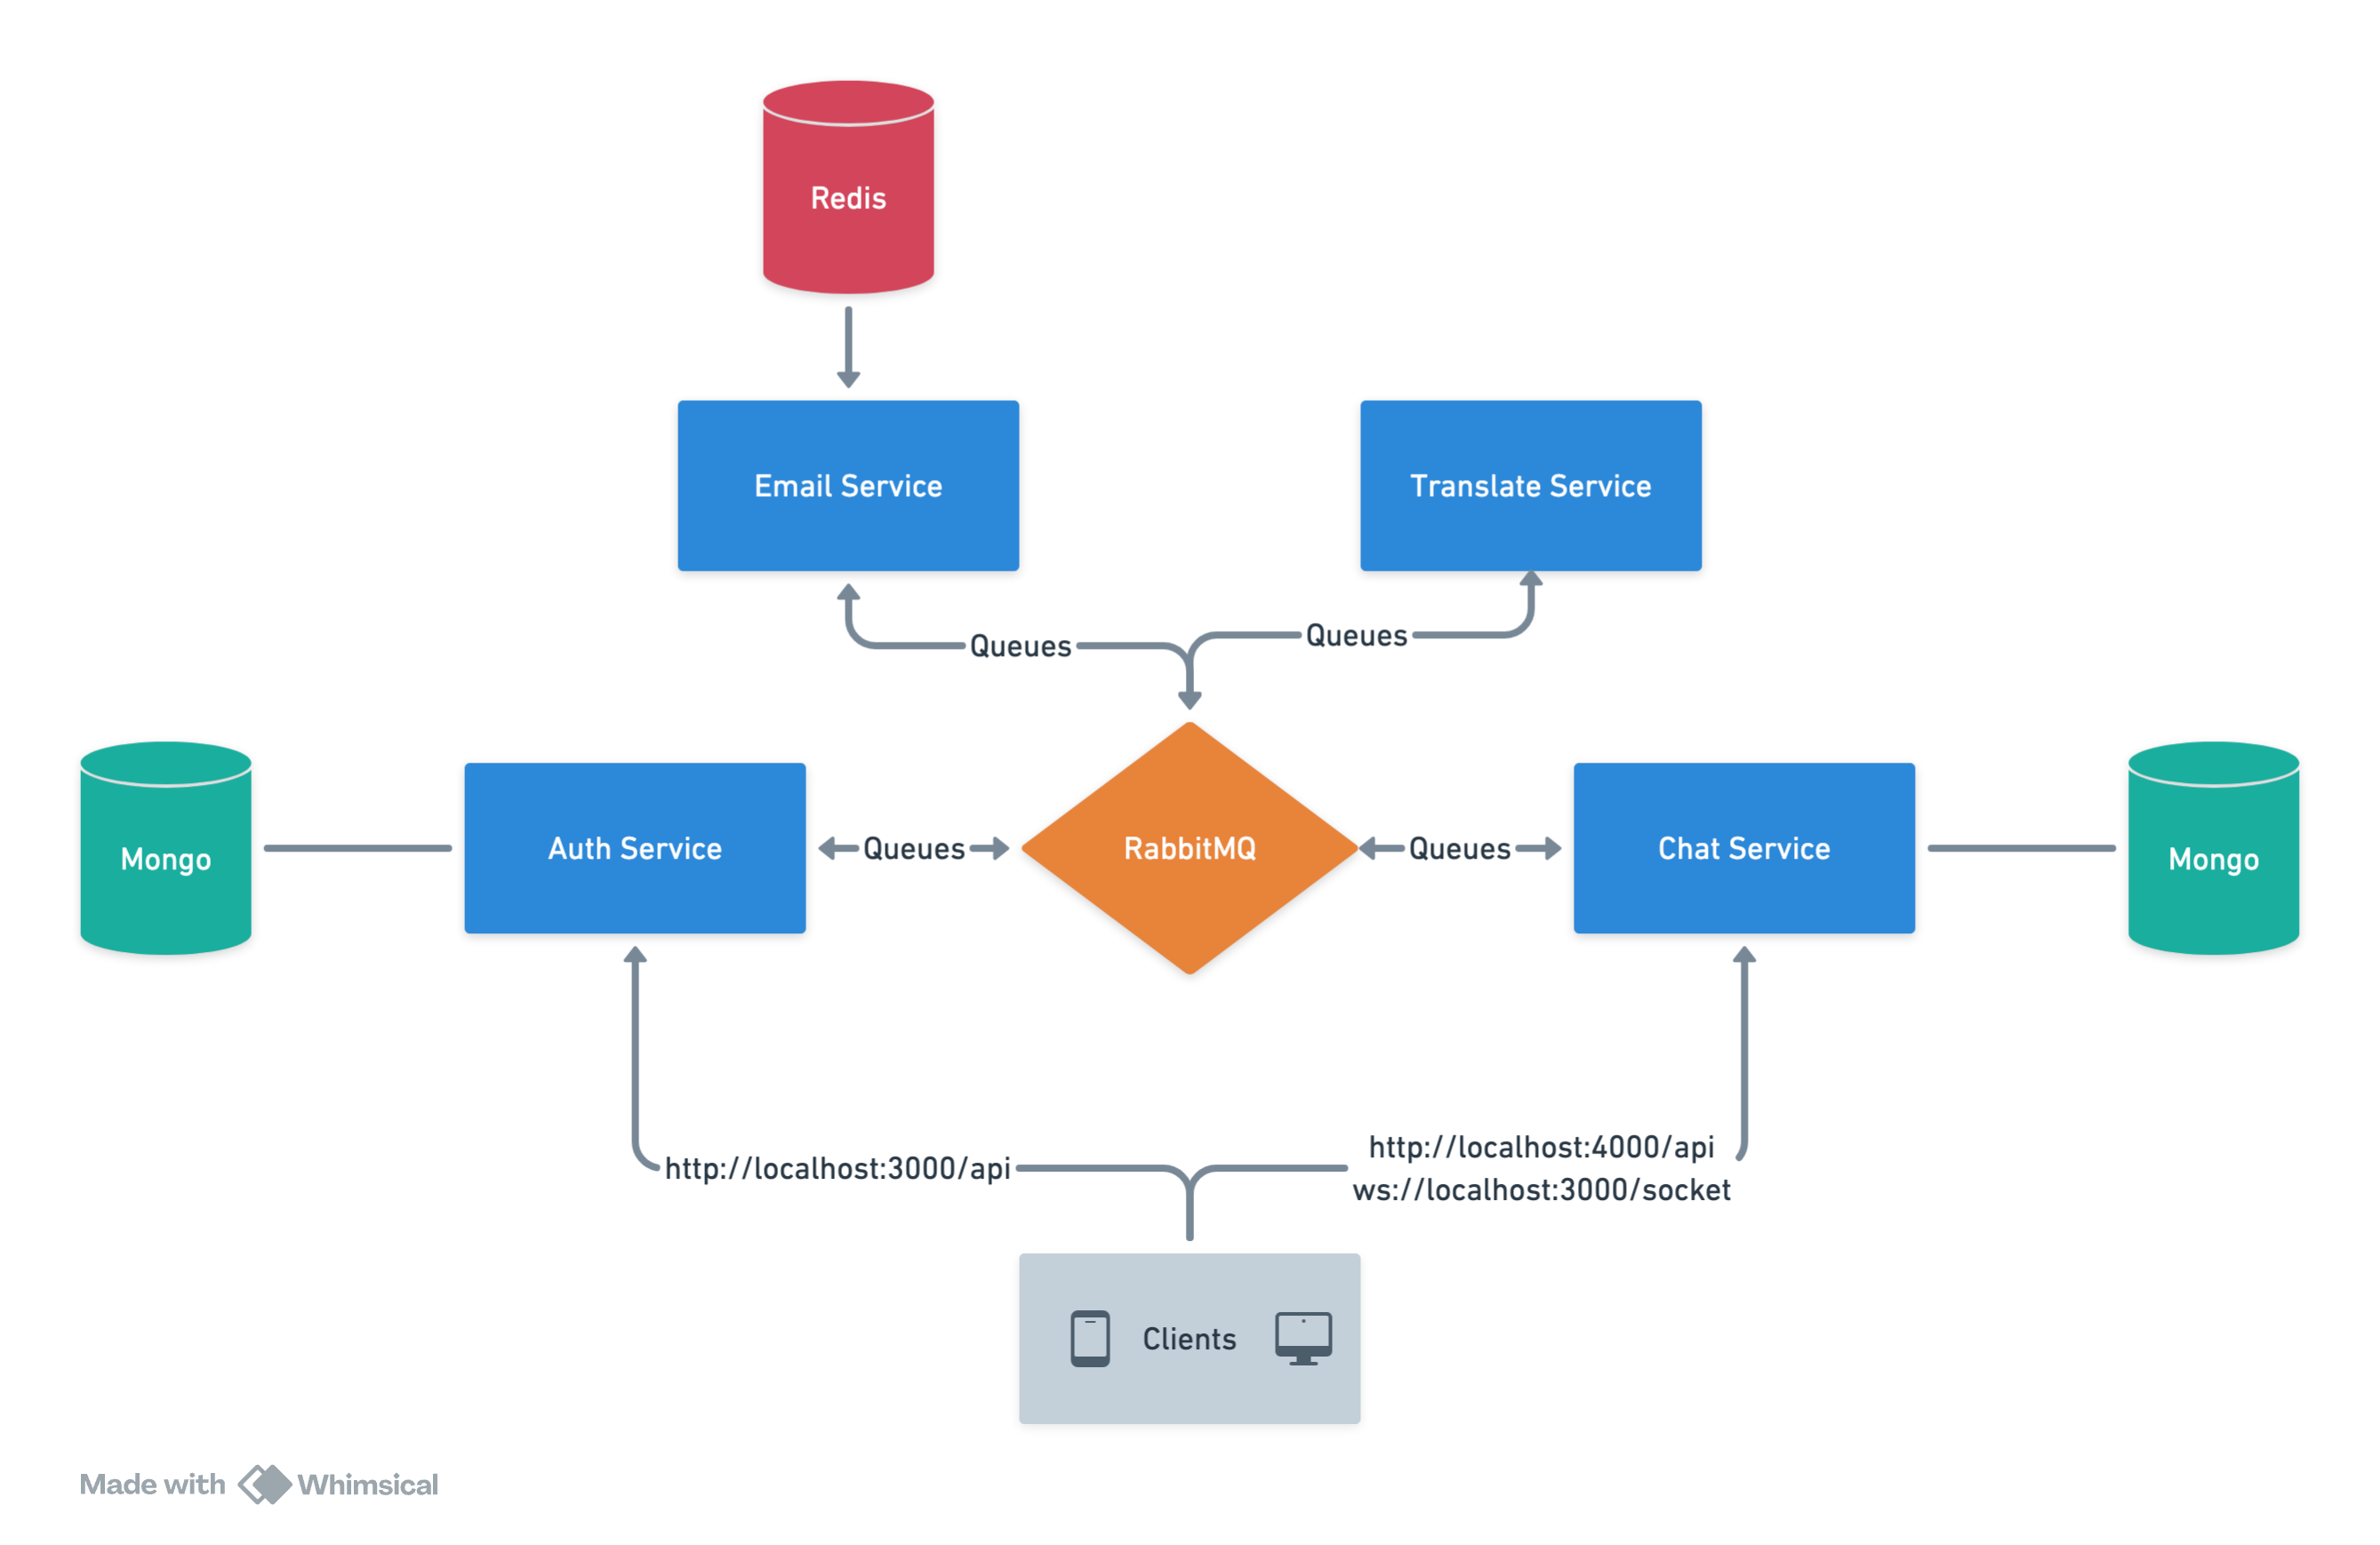 Redis
Email Service
Translate Service
Queues
Queues
Mongo
Auth Service
Queues
RabbitMQ
Queues
Chat Service
Mongo
http://localhost:3000/api
http://localhost:4000/api
ws://localhost:3000/socket
Clients
Made with Whimsical